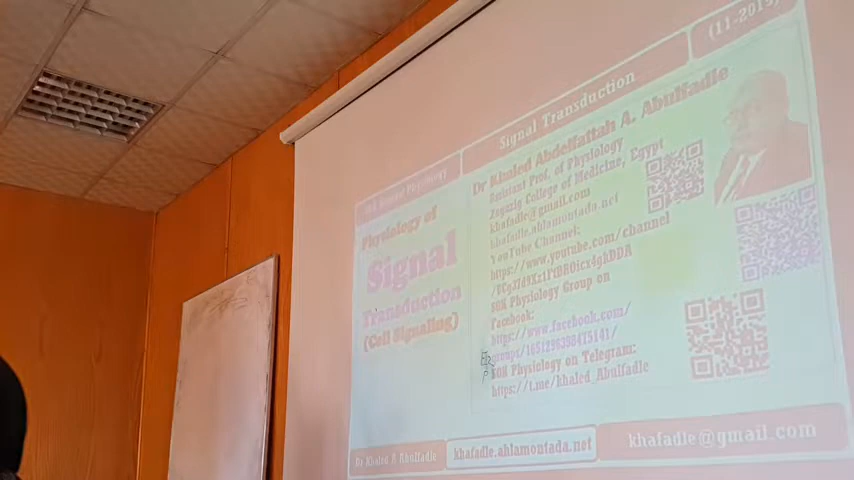 Signal Transduction
(11-2019)
Physiology of
Signal
Transduction
(Cell Signaling)
Dr Khaled Abdelfattah A. Abulfadle
Assistant Prof. of Physiology
Zagazig College of Medicine, Egypt
khafadle@gmail.com
khafadle.ahlamontada.net
YouTube Channel:
https://www.youtube.com/channel
SGK Physiology Group on
Facebook:
https://www.facebook.com
SGK Physiology on Telegram:
https://t.me/khaled_abulfadle
Dr Khaled A Abulfadle
khafadle.ahlamontada.net
khafadle@gmail.com